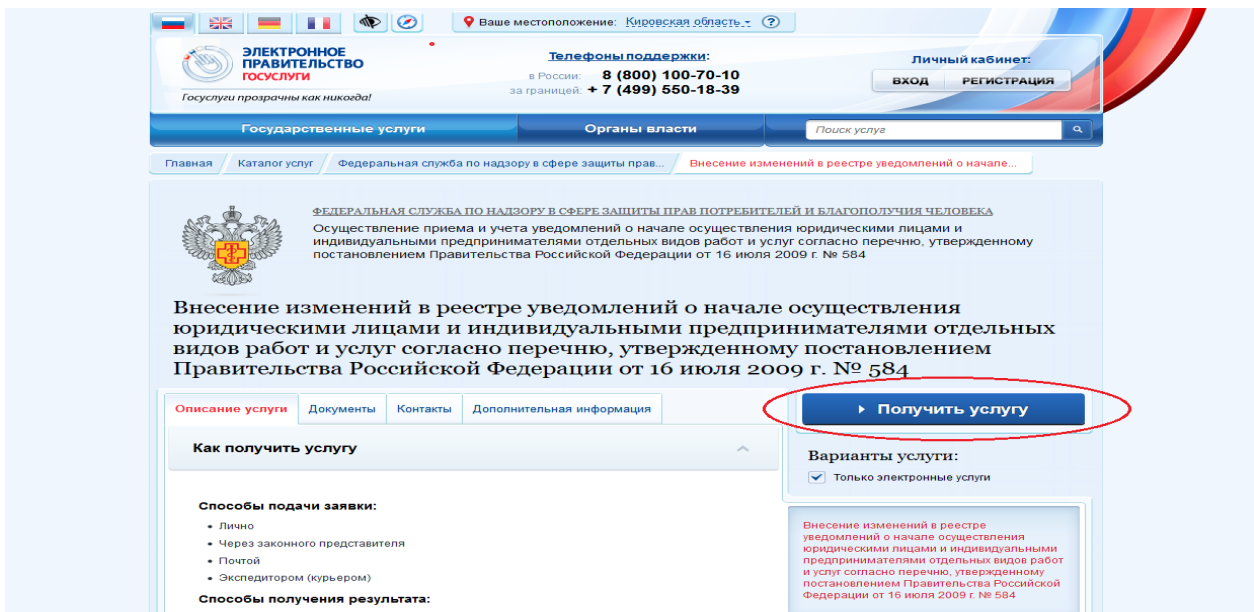 Ваше местоположение: Кировская область
ЭЛЕКТРОННОЕ
ПРАВИТЕЛЬСТВО
ГОСУСЛУГИ
Госуслуги прозрачны как никогда!
Телефоны поддержки:
в России: 8 (800) 100-70-10
за границей: + 7 (499) 550-18-39
Личный кабинет:
ВХОД РЕГИСТРАЦИЯ
Государственные услуги Органы власти Поиск услуг
Главная Каталог услуг Федеральная служба по надзору в сфере защиты прав... Внесение изменений в реестре уведомлений о начале...
ФЕДЕРАЛЬНАЯ СЛУЖБА ПО НАДЗОРУ В СФЕРЕ ЗАЩИТЫ ПРАВ ПОТРЕБИТЕЛЕЙ И БЛАГОПОЛУЧИЯ ЧЕЛОВЕКА
Осуществление приема и учета уведомлений о начале осуществления юридическими лицами и
индивидуальными предпринимателями отдельных видов работ и услуг согласно перечню, утвержденному
постановлением Правительства Российской Федерации от 16 июля 2009 г. № 584
Внесение изменений в реестре уведомлений о начале осуществления
юридическими лицами и индивидуальными предпринимателями отдельных
видов работ и услуг согласно перечню, утвержденному постановлением
Правительства Российской Федерации от 16 июля 2009 г. № 584
Описание услуги Документы Контакты Дополнительная информация
Как получить услугу
Способы подачи заявки:
• Лично
• Через законного представителя
• Почтой
• Экспедитором (курьером)
Способы получения результата:
Получить услугу
Варианты услуги:
Только электронные услуги
Внесение изменений в реестре
уведомлений о начале осуществления
юридическими лицами и индивидуальными
предпринимателями отдельных видов работ
и услуг согласно перечню, утвержденному
постановлением Правительства Российской
Федерации от 16 июля 2009 г. № 584